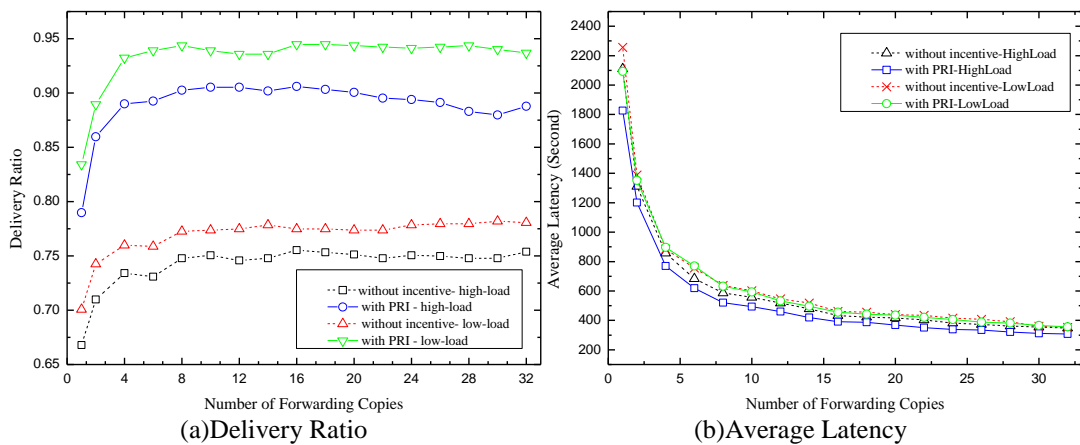 0.95
0.90
0.85
0.80
0.75
0.70
0.65
Delivery Ratio
without incentive- high-load
with PRI - high-load
without incentive- low-load
with PRI - low-load
0 4 8 12 16 20 24 28 32
Number of Forwarding Copies
(a)Delivery Ratio
2400
2200
2000
1800
1600
1400
1200
1000
800
600
400
200
Average Latency (Second)
without incentive-HighLoad
with PRI-HighLoad
without incentive-LowLoad
with PRI-LowLoad
0 5 10 15 20 25 30
Number of Forwarding Copies
(b)Average Latency